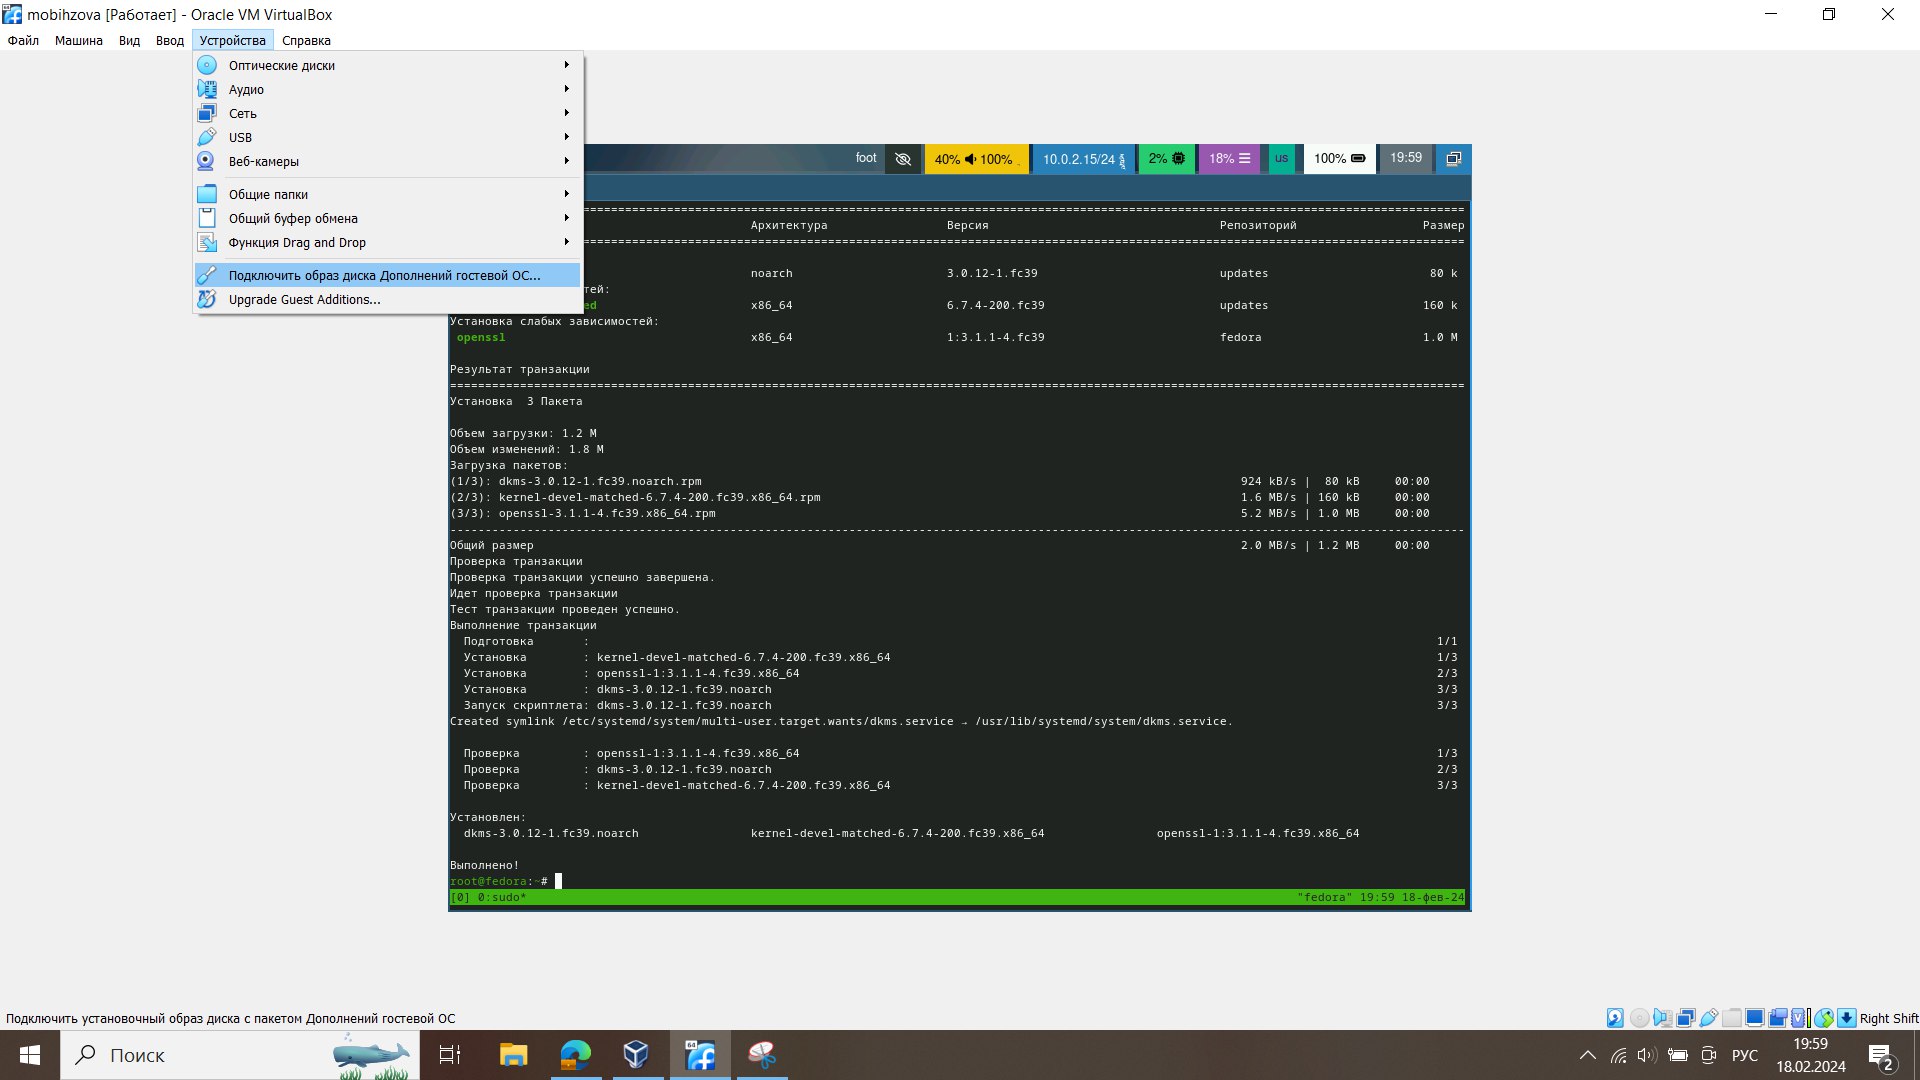 mobihzova [Работает] - Oracle VM VirtualBox
Файл Машина Вид Ввод Устройства Справка
Оптические диски
Аудио
Сеть
USB
Веб-камеры
Общие папки
Общий буфер обмена
Функция Drag and Drop
Подключить образ диска Дополнений гостевой ОС...
Upgrade Guest Additions...
foot 40% 100% 10.0.2.15/24 2% 18% us 100% 19:59
Архитектура Версия Репозиторий Размер
noarch 3.0.12-1.fc39 updates 80 k
тей:
ed x86_64 6.7.4-200.fc39 updates 160 k
Установка слабых зависимостей:
openssl x86_64 1:3.1.1-4.fc39 fedora 1.0 M
Результат транзакции
Установка 3 Пакета
Объем загрузки: 1.2 M
Объем изменений: 1.8 M
Загрузка пакетов:
(1/3): dkms-3.0.12-1.fc39.noarch.rpm 924 kB/s | 80 kB 00:00
(2/3): kernel-devel-matched-6.7.4-200.fc39.x86_64.rpm 1.6 MB/s | 160 kB 00:00
(3/3): openssl-3.1.1-4.fc39.x86_64.rpm 5.2 MB/s | 1.0 MB 00:00
Общий размер 2.0 MB/s | 1.2 MB 00:00
Проверка транзакции
Проверка транзакции успешно завершена.
Идет проверка транзакции
Тест транзакции проведен успешно.
Выполнение транзакции
Подготовка : 1/1
Установка : kernel-devel-matched-6.7.4-200.fc39.x86_64 1/3
Установка : openssl-1:3.1.1-4.fc39.x86_64 2/3
Установка : dkms-3.0.12-1.fc39.noarch 3/3
Запуск скриптлета: dkms-3.0.12-1.fc39.noarch 3/3
Created symlink /etc/systemd/system/multi-user.target.wants/dkms.service → /usr/lib/systemd/system/dkms.service.
Проверка : openssl-1:3.1.1-4.fc39.x86_64 1/3
Проверка : dkms-3.0.12-1.fc39.noarch 2/3
Проверка : kernel-devel-matched-6.7.4-200.fc39.x86_64 3/3
Установлен:
dkms-3.0.12-1.fc39.noarch kernel-devel-matched-6.7.4-200.fc39.x86_64 openssl-1:3.1.1-4.fc39.x86_64
Выполнено!
root@fedora:~#
[0] 0:sudo* "fedora" 19:59 18-фев-24
Подключить установочный образ диска с пакетом Дополнений гостевой ОС
Right Shift
Поиск
64
РУС
19:59
18.02.2024
2